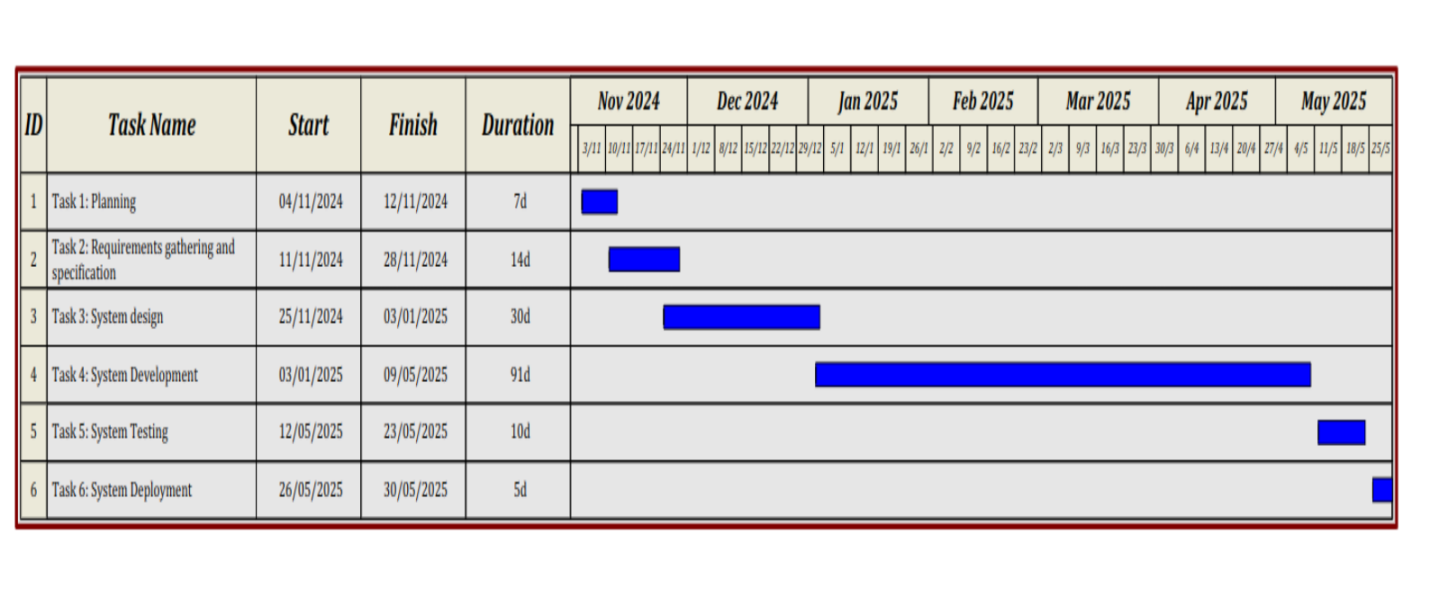 ID Task Name Start Finish Duration Nov 2024 Dec 2024 Jan 2025 Feb 2025 Mar 2025 Apr 2025 May 2025
3/11 10/11 17/11 24/11 1/12 8/12 15/12 22/12 29/12 5/1 12/1 19/1 26/1 2/2 9/2 16/2 23/2 2/3 9/3 16/3 23/3 30/3 6/4 13/4 20/4 27/4 4/5 11/5 18/5 25/5
1 Task 1: Planning 04/11/2024 12/11/2024 7d
2 Task 2: Requirements gathering and
specification 11/11/2024 28/11/2024 14d
3 Task 3: System design 25/11/2024 03/01/2025 30d
4 Task 4: System Development 03/01/2025 09/05/2025 91d
5 Task 5: System Testing 12/05/2025 23/05/2025 10d
6 Task 6: System Deployment 26/05/2025 30/05/2025 5d